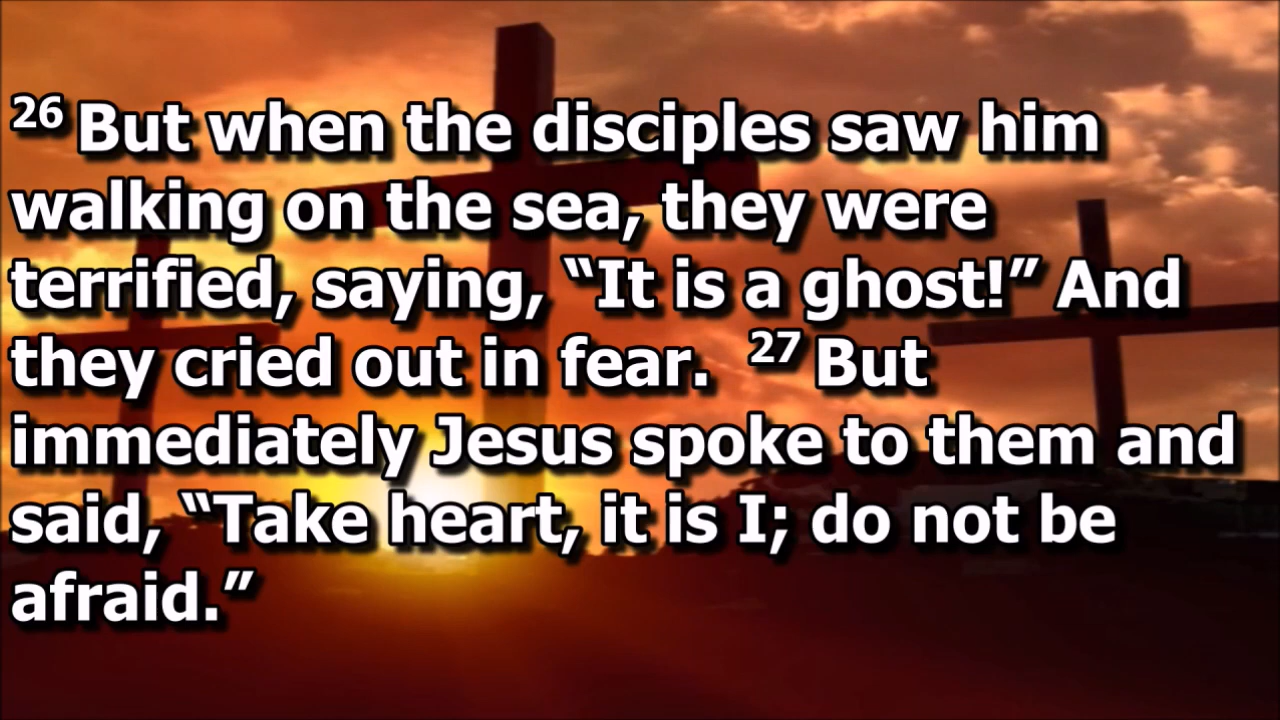 26 But when the disciples saw him
walking on the sea, they were
terrified, saying, “It is a ghost!” And
they cried out in fear. 27 But
immediately Jesus spoke to them and
said, “Take heart, it is I; do not be
afraid.”